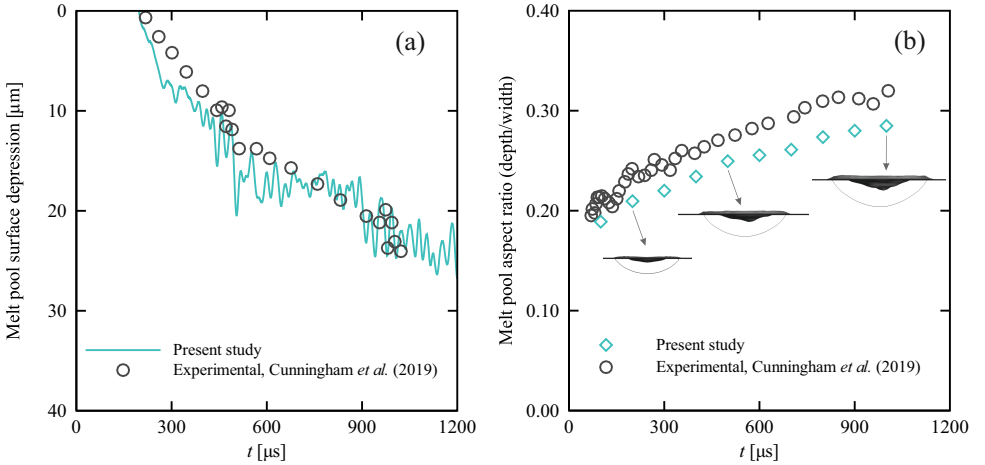 0
10
20
30
40
0
300
600
900
1200
Melt pool surface depression [μm]
t [μs]
(a)
Present study
Experimental, Cunningham et al. (2019)
0.40
0.30
0.20
0.10
0.00
0
300
600
900
1200
Melt pool aspect ratio (depth/width)
t [μs]
(b)
Present study
Experimental, Cunningham et al. (2019)